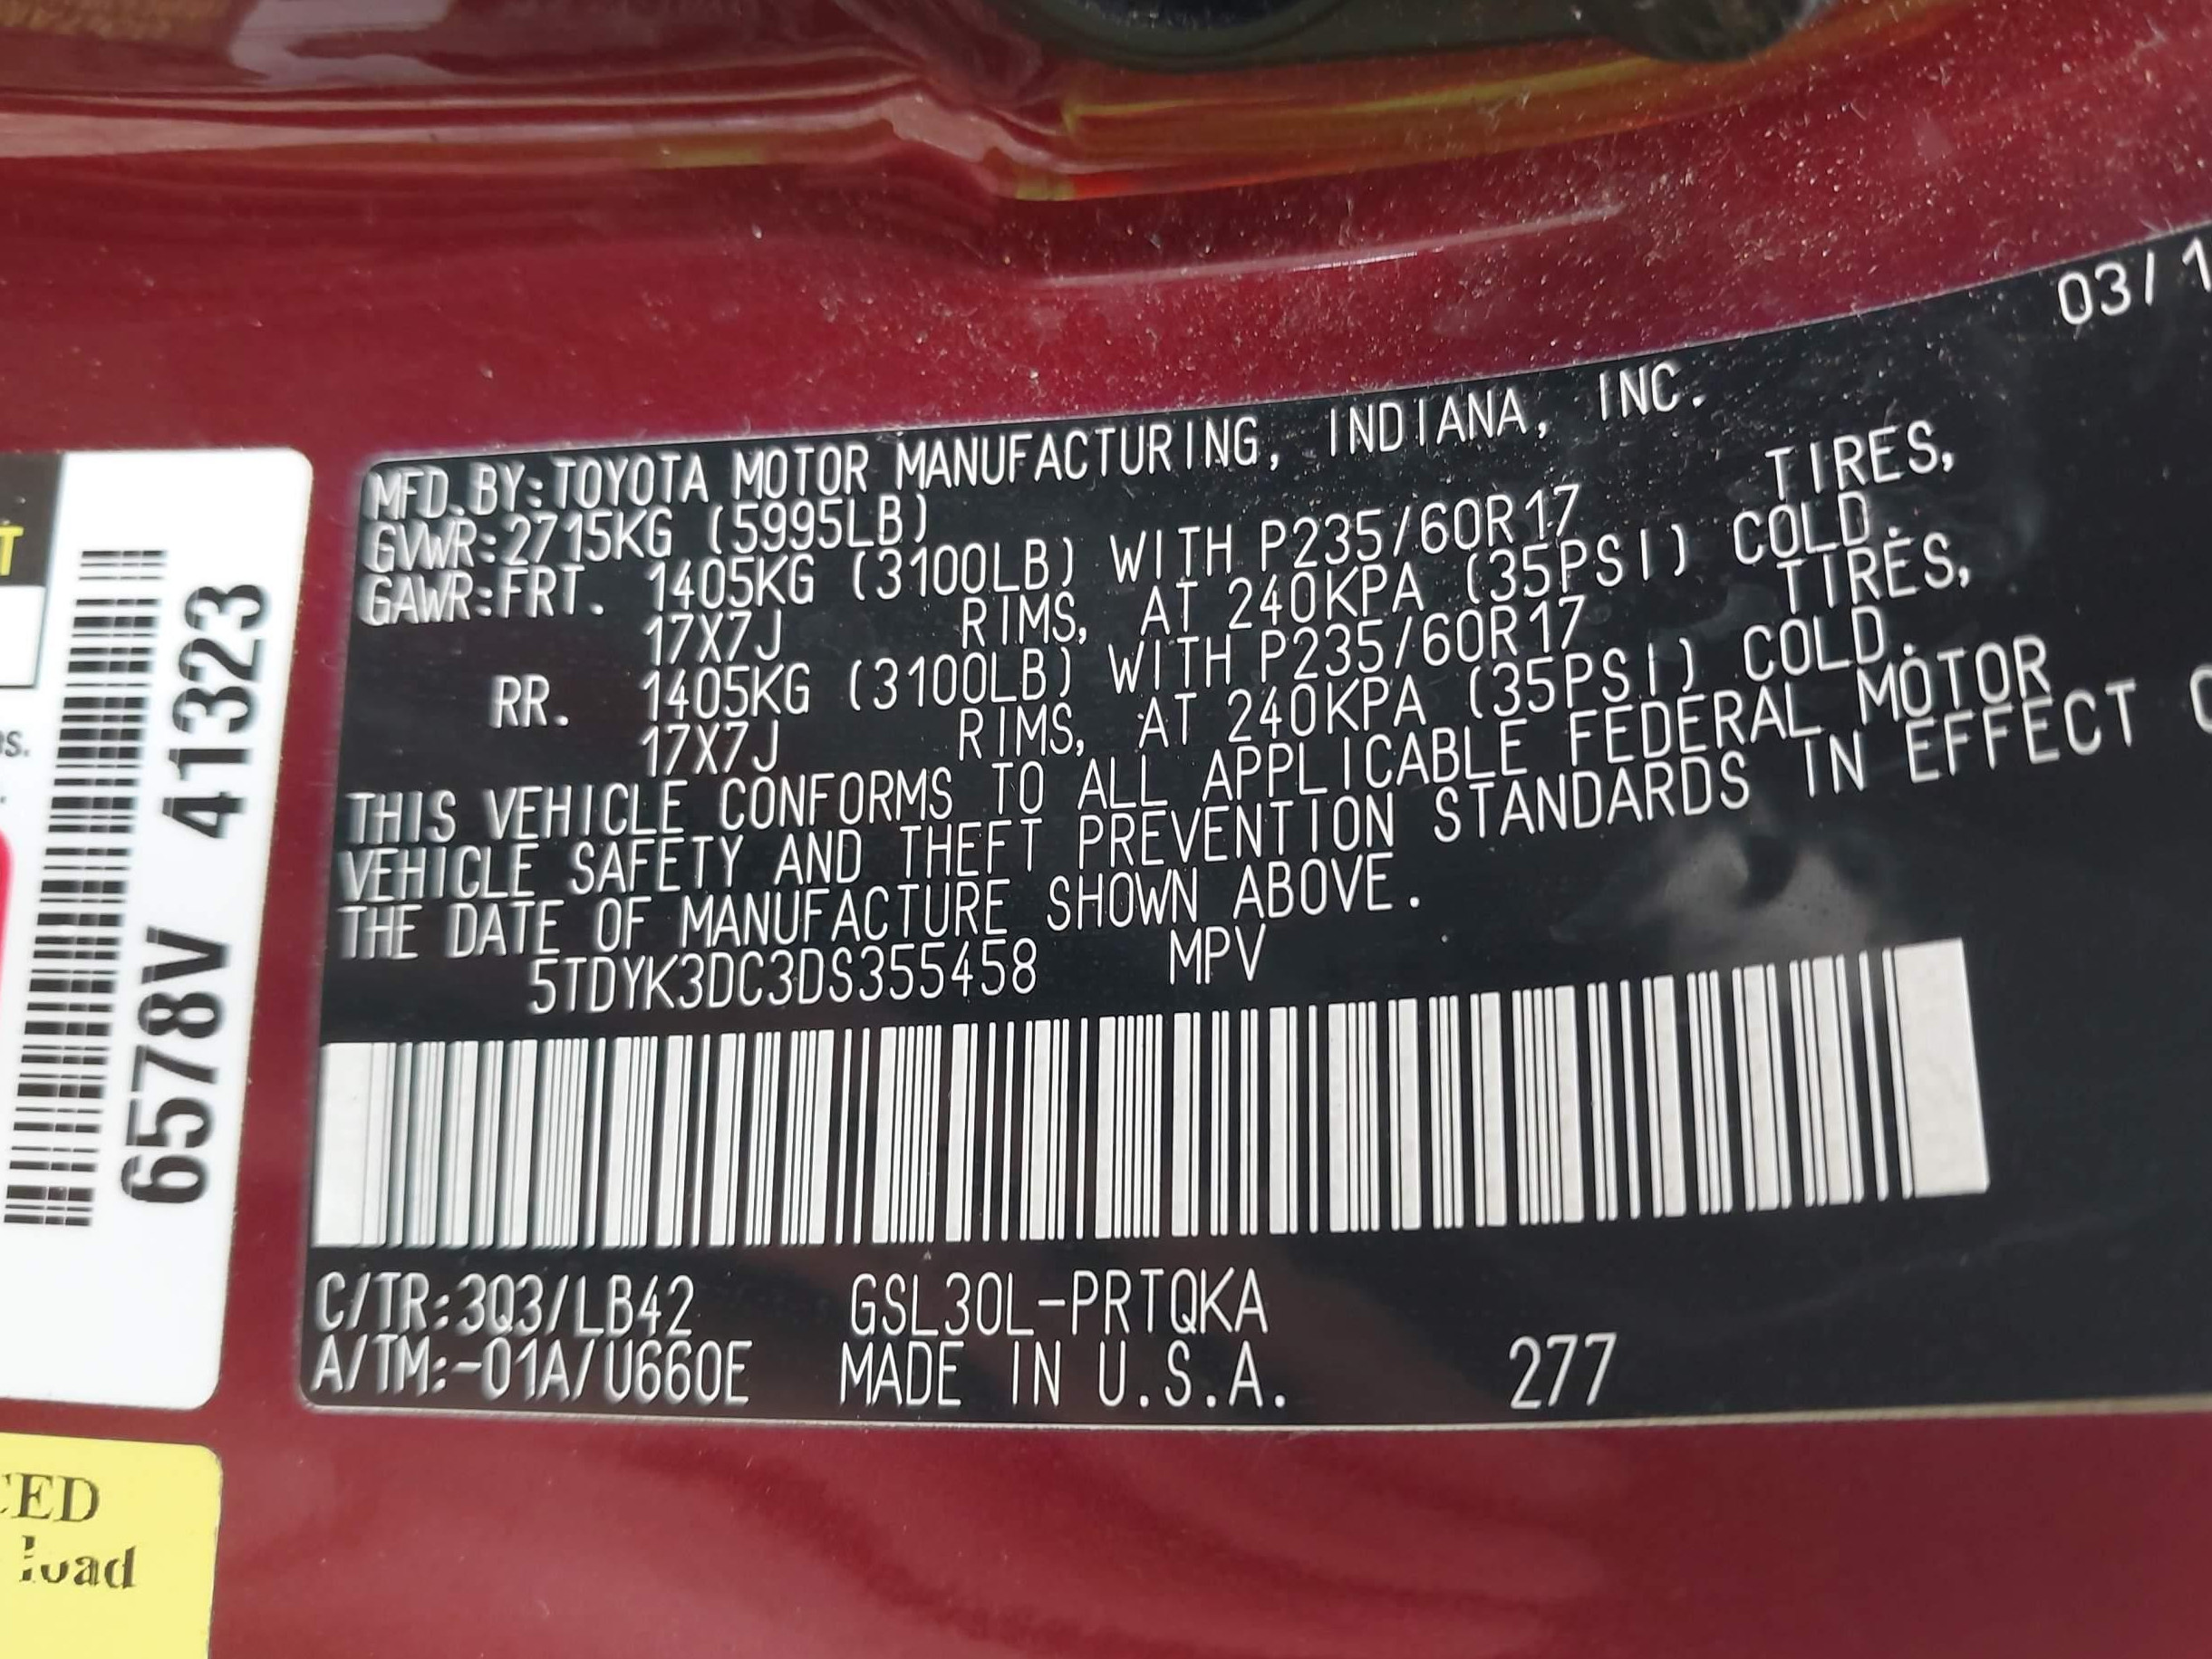 03/1
MFD.BY:TOYOTA MOTOR MANUFACTURING, INDIANA, INC.
GVWR:2715KG (5995LB)
GAWR:FRT. 1405KG (3100LB) WITH P235/60R17 TIRES,
17X7J RIMS, AT 240KPA (35PSI) COLD.
RR. 1405KG (3100LB) WITH P235/60R17 TIRES,
17X7J RIMS, AT 240KPA (35PSI) COLD.
THIS VEHICLE CONFORMS TO ALL APPLICABLE FEDERAL MOTOR
VEHICLE SAFETY AND THEFT PREVENTION STANDARDS IN EFFECT
THE DATE OF MANUFACTURE SHOWN ABOVE.
5TDYK3DC3DS355458 MPV
C/TR:3Q3/LB42 GSL30L-PRTQKA
A/TM:-01A/U660E MADE IN U.S.A. 277
6578V 41323
T
s.
CED
load